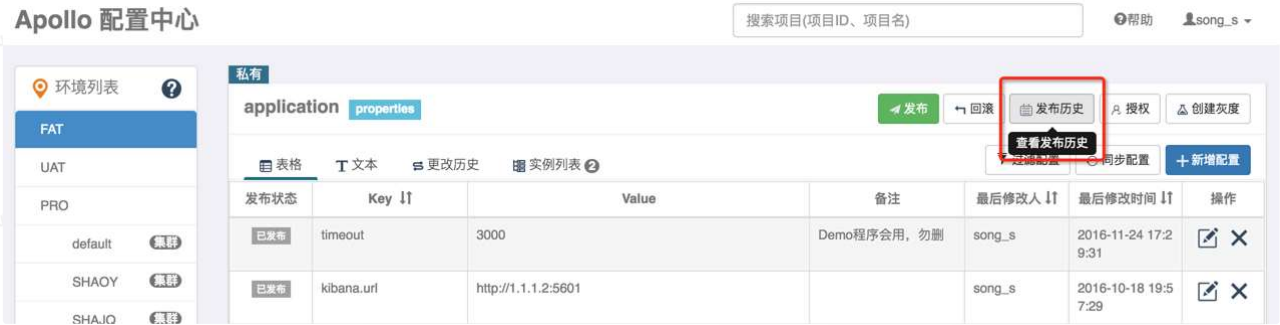 Apollo 配置中心
搜索项目(项目ID、项目名)
帮助
song_s
环境列表
FAT
UAT
PRO
default 集群
SHAOY 集群
SHAJQ 集群
私有
application properties
发布 回滚 发布历史 授权 创建灰度
查看发布历史
过滤配置 同步配置 新增配置
表格 文本 更改历史 实例列表 2
发布状态 Key Value 备注 最后修改人 最后修改时间 操作
已发布 timeout 3000 Demo程序会用，勿删 song_s 2016-11-24 17:2
9:31
已发布 kibana.url http://1.1.1.2:5601 song_s 2016-10-18 19:5
7:29